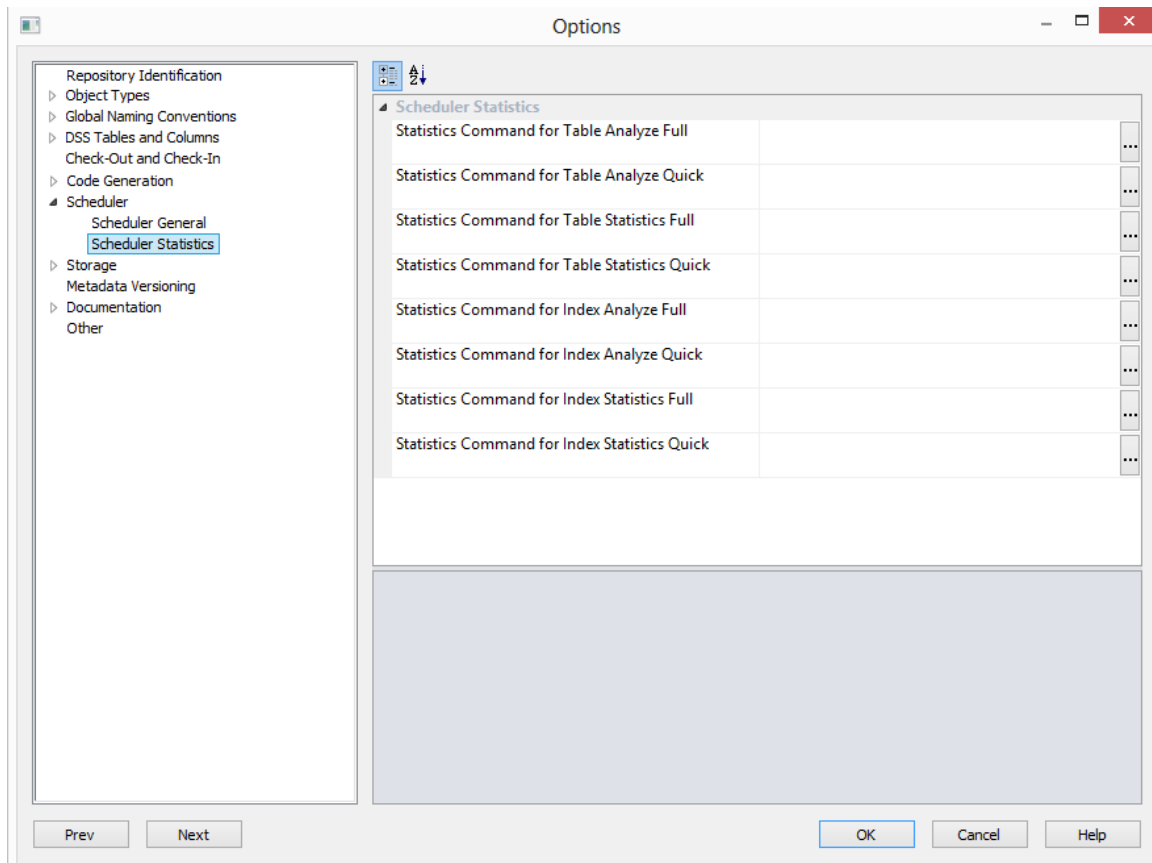 Options
Repository Identification
Object Types
Global Naming Conventions
DSS Tables and Columns
Check-Out and Check-In
Code Generation
Scheduler
Scheduler General
Scheduler Statistics
Storage
Metadata Versioning
Documentation
Other
Scheduler Statistics
Statistics Command for Table Analyze Full
...
Statistics Command for Table Analyze Quick
...
Statistics Command for Table Statistics Full
...
Statistics Command for Table Statistics Quick
...
Statistics Command for Index Analyze Full
...
Statistics Command for Index Analyze Quick
...
Statistics Command for Index Statistics Full
...
Statistics Command for Index Statistics Quick
...
Prev Next OK Cancel Help